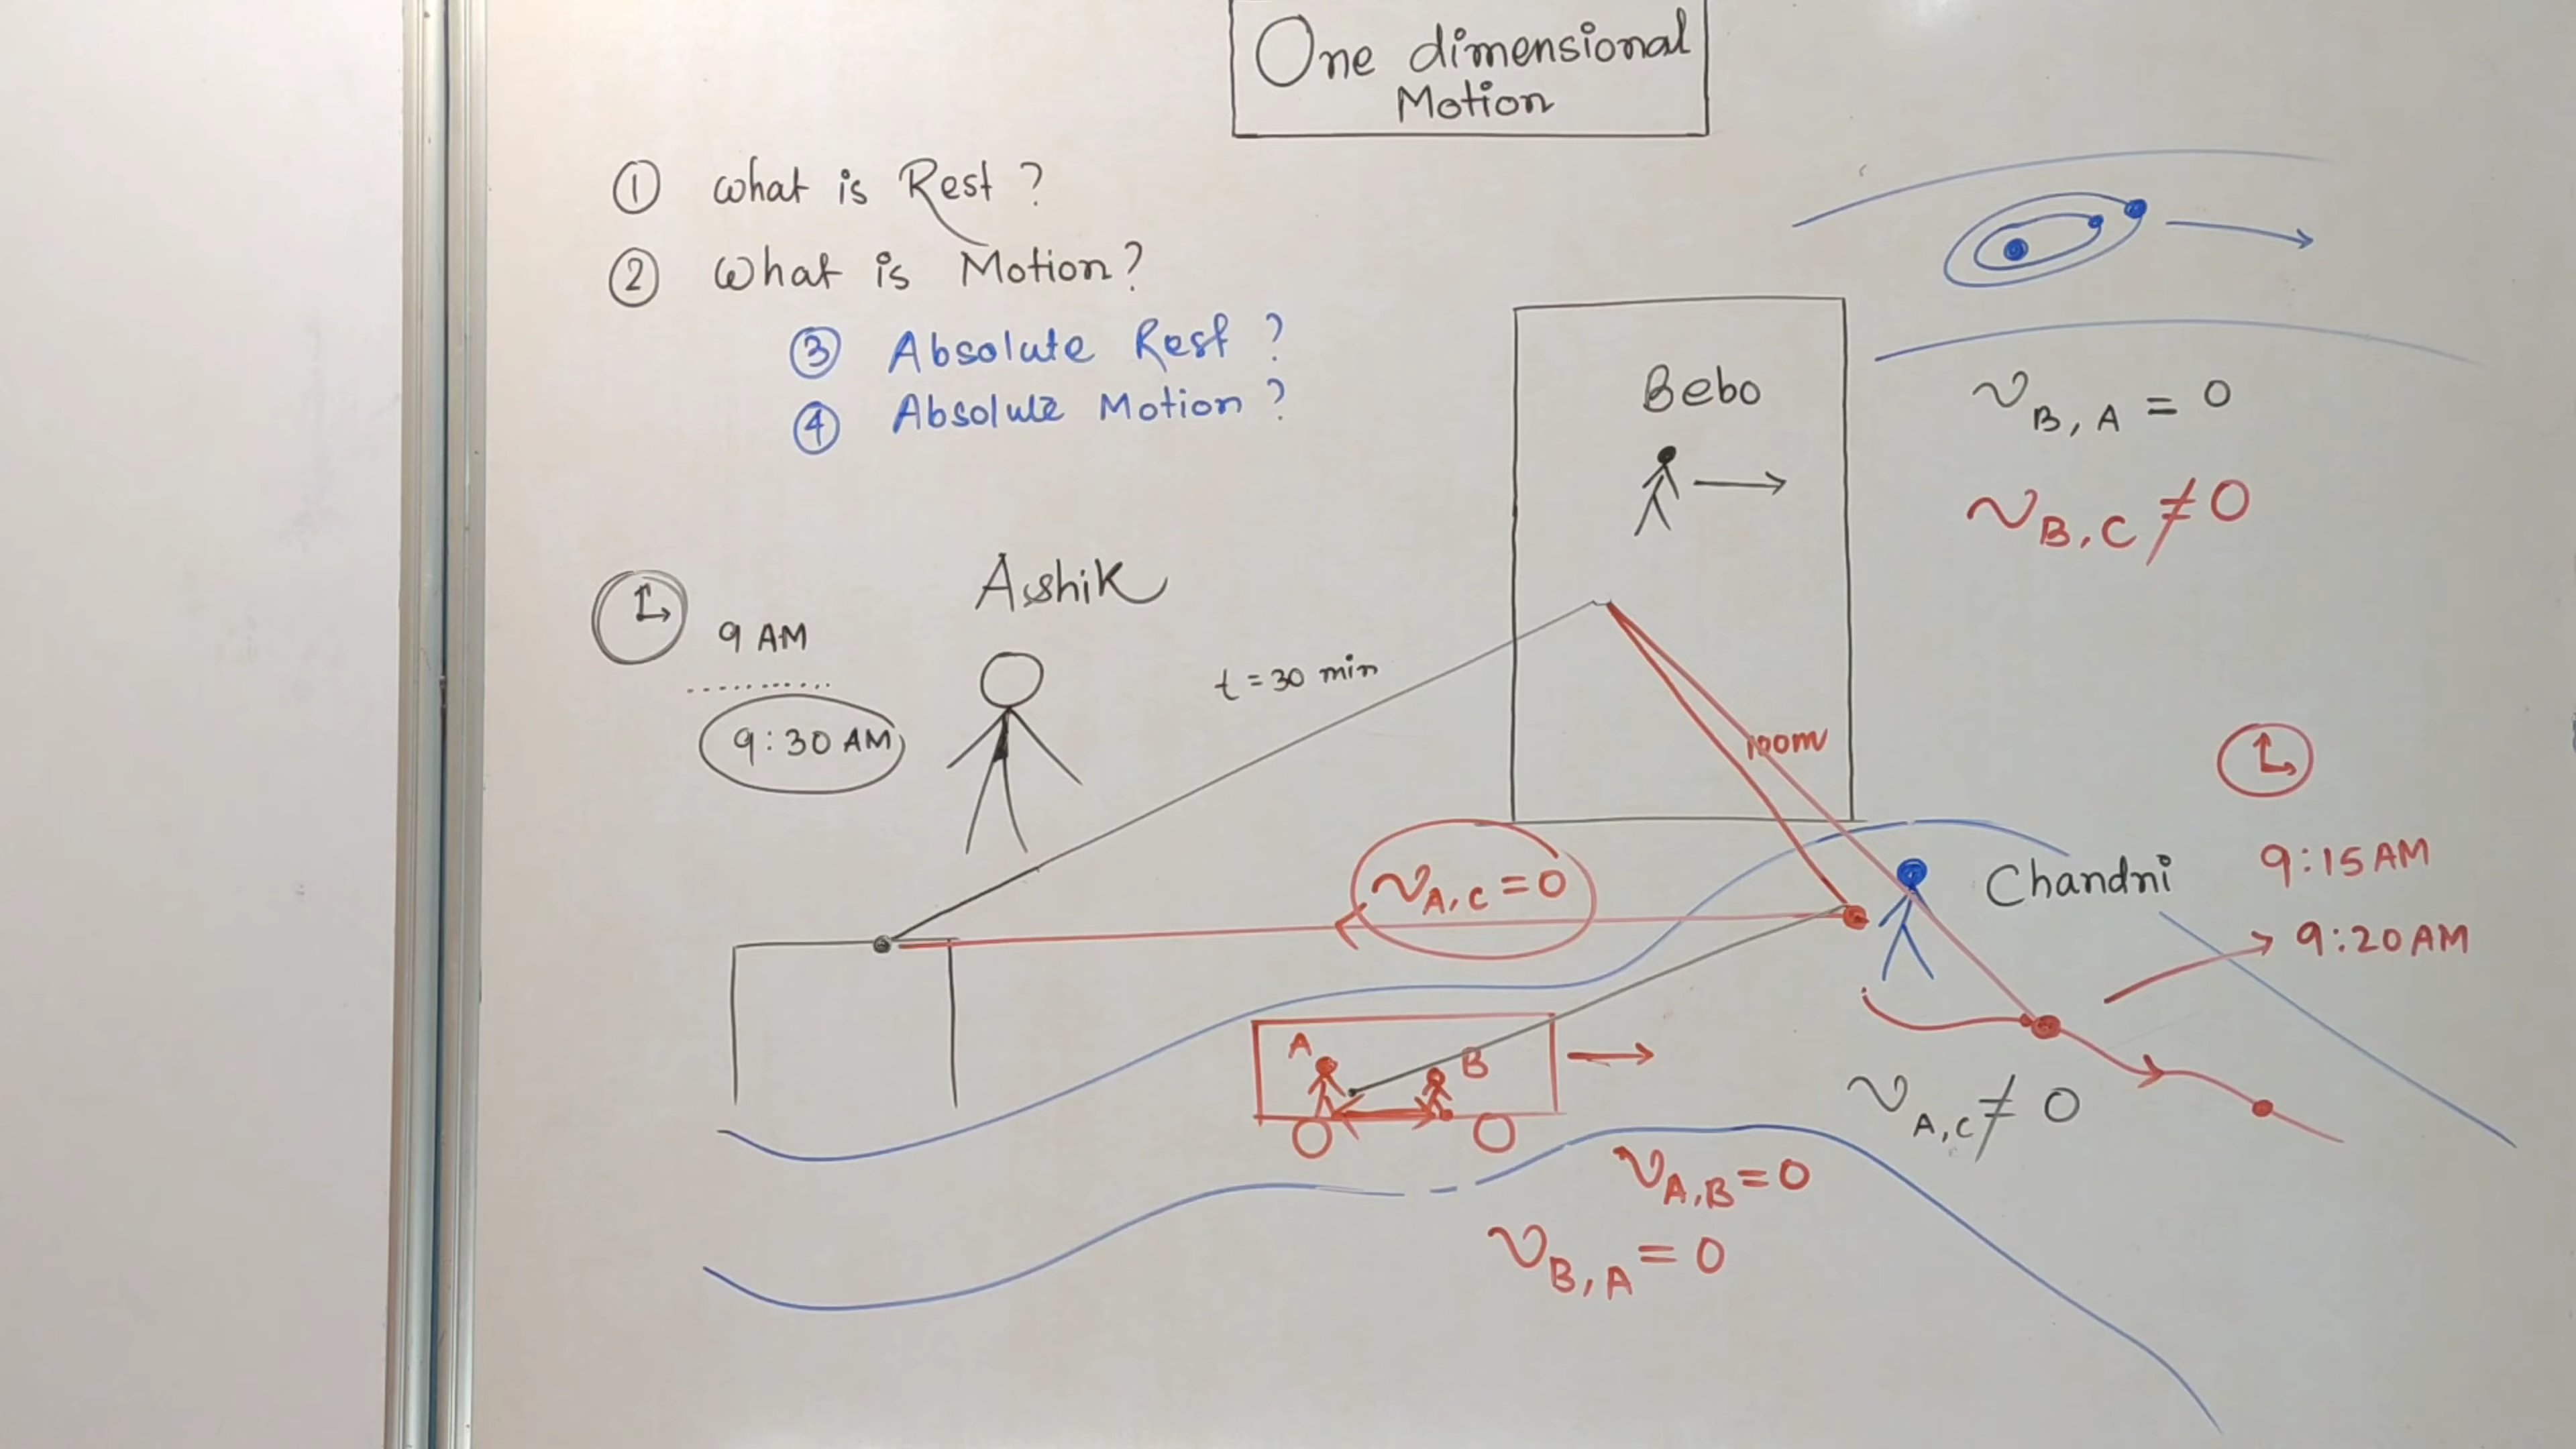 One dimensional
Motion
① what is Rest ?
② What is Motion?
③ Absolute Rest ?
④ Absolute Motion ?
Bebo
v B, A = 0
v B, C ≠ 0
Ashik
9 AM
9:30 AM
t = 30 min
100m
v A, C = 0
Chandni
9:15 AM
9:20 AM
A
B
v A, C ≠ 0
v A, B = 0
v B, A = 0